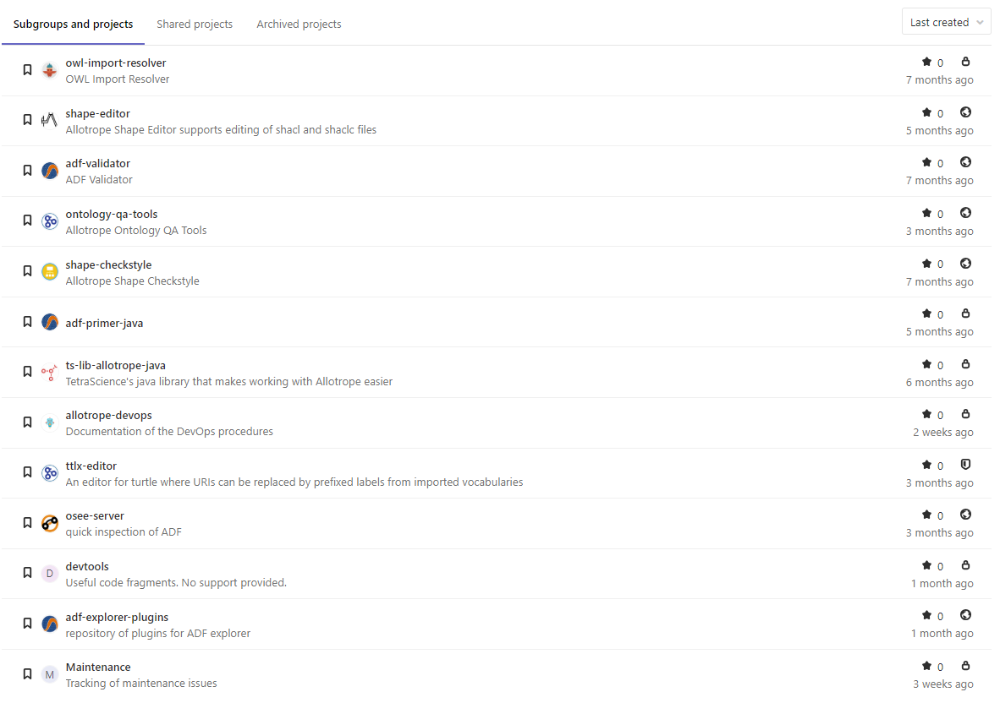 Subgroups and projects Shared projects Archived projects Last created
owl-import-resolver 0
OWL Import Resolver 7 months ago
shape-editor 0
Allotrope Shape Editor supports editing of shacl and shaclc files 5 months ago
adf-validator 0
ADF Validator 7 months ago
ontology-qa-tools 0
Allotrope Ontology QA Tools 3 months ago
shape-checkstyle 0
Allotrope Shape Checkstyle 7 months ago
adf-primer-java 0
5 months ago
ts-lib-allotrope-java 0
TetraScience's java library that makes working with Allotrope easier 6 months ago
allotrope-devops 0
Documentation of the DevOps procedures 2 weeks ago
ttlx-editor 0
An editor for turtle where URIs can be replaced by prefixed labels from imported vocabularies 3 months ago
osee-server 0
quick inspection of ADF 3 months ago
D devtools 0
Useful code fragments. No support provided. 1 month ago
adf-explorer-plugins 0
repository of plugins for ADF explorer 1 month ago
M Maintenance 0
Tracking of maintenance issues 3 weeks ago